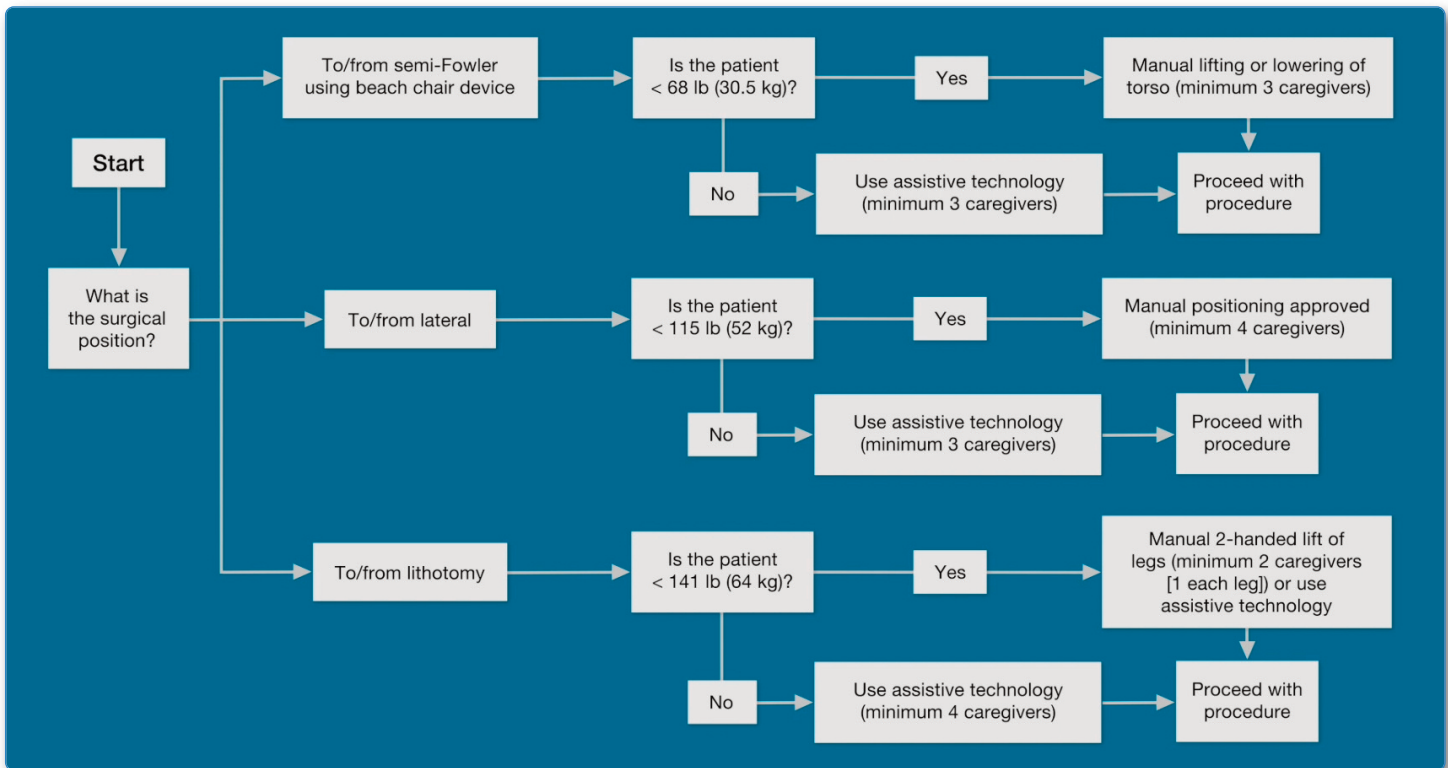 Start
What is
the surgical
position?
To/from semi-Fowler
using beach chair device
Is the patient
< 68 lb (30.5 kg)?
Yes
Manual lifting or lowering of
torso (minimum 3 caregivers)
No
Use assistive technology
(minimum 3 caregivers)
Proceed with
procedure
To/from lateral
Is the patient
< 115 lb (52 kg)?
Yes
Manual positioning approved
(minimum 4 caregivers)
No
Use assistive technology
(minimum 3 caregivers)
Proceed with
procedure
To/from lithotomy
Is the patient
< 141 lb (64 kg)?
Yes
Manual 2-handed lift of
legs (minimum 2 caregivers
[1 each leg]) or use
assistive technology
No
Use assistive technology
(minimum 4 caregivers)
Proceed with
procedure